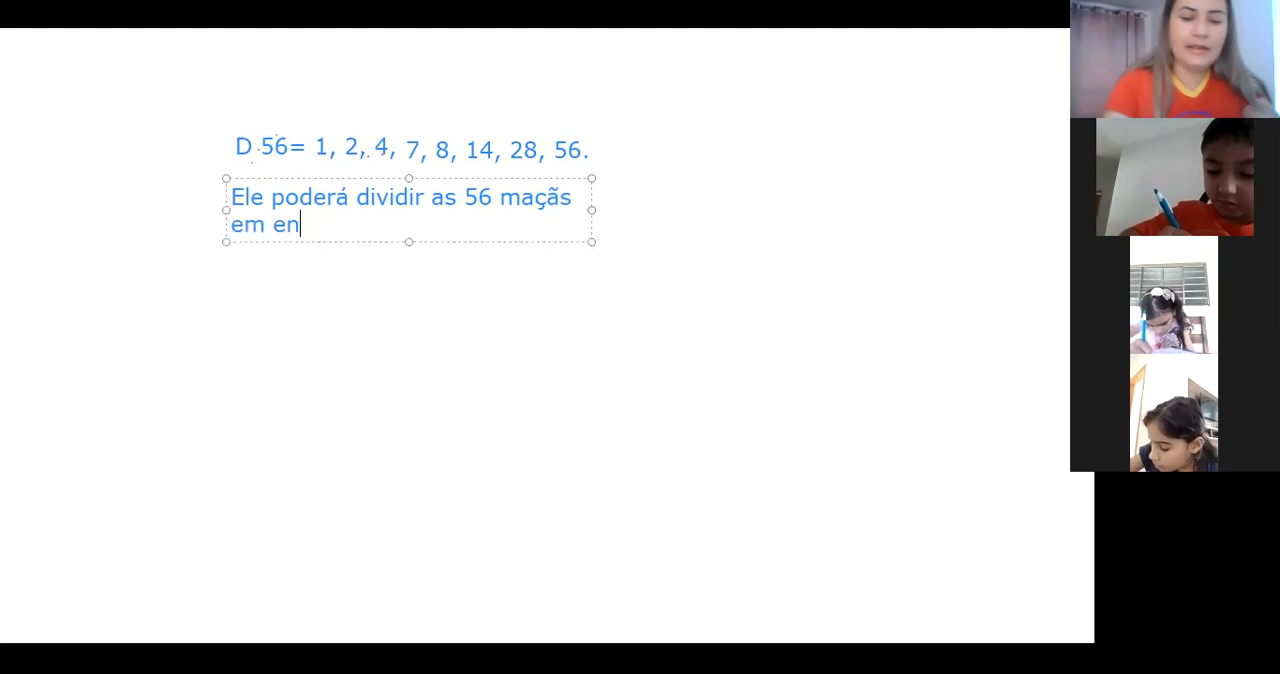 D 56= 1, 2, 4, 7, 8, 14, 28, 56.
Ele poderá dividir as 56 maçãs
em en